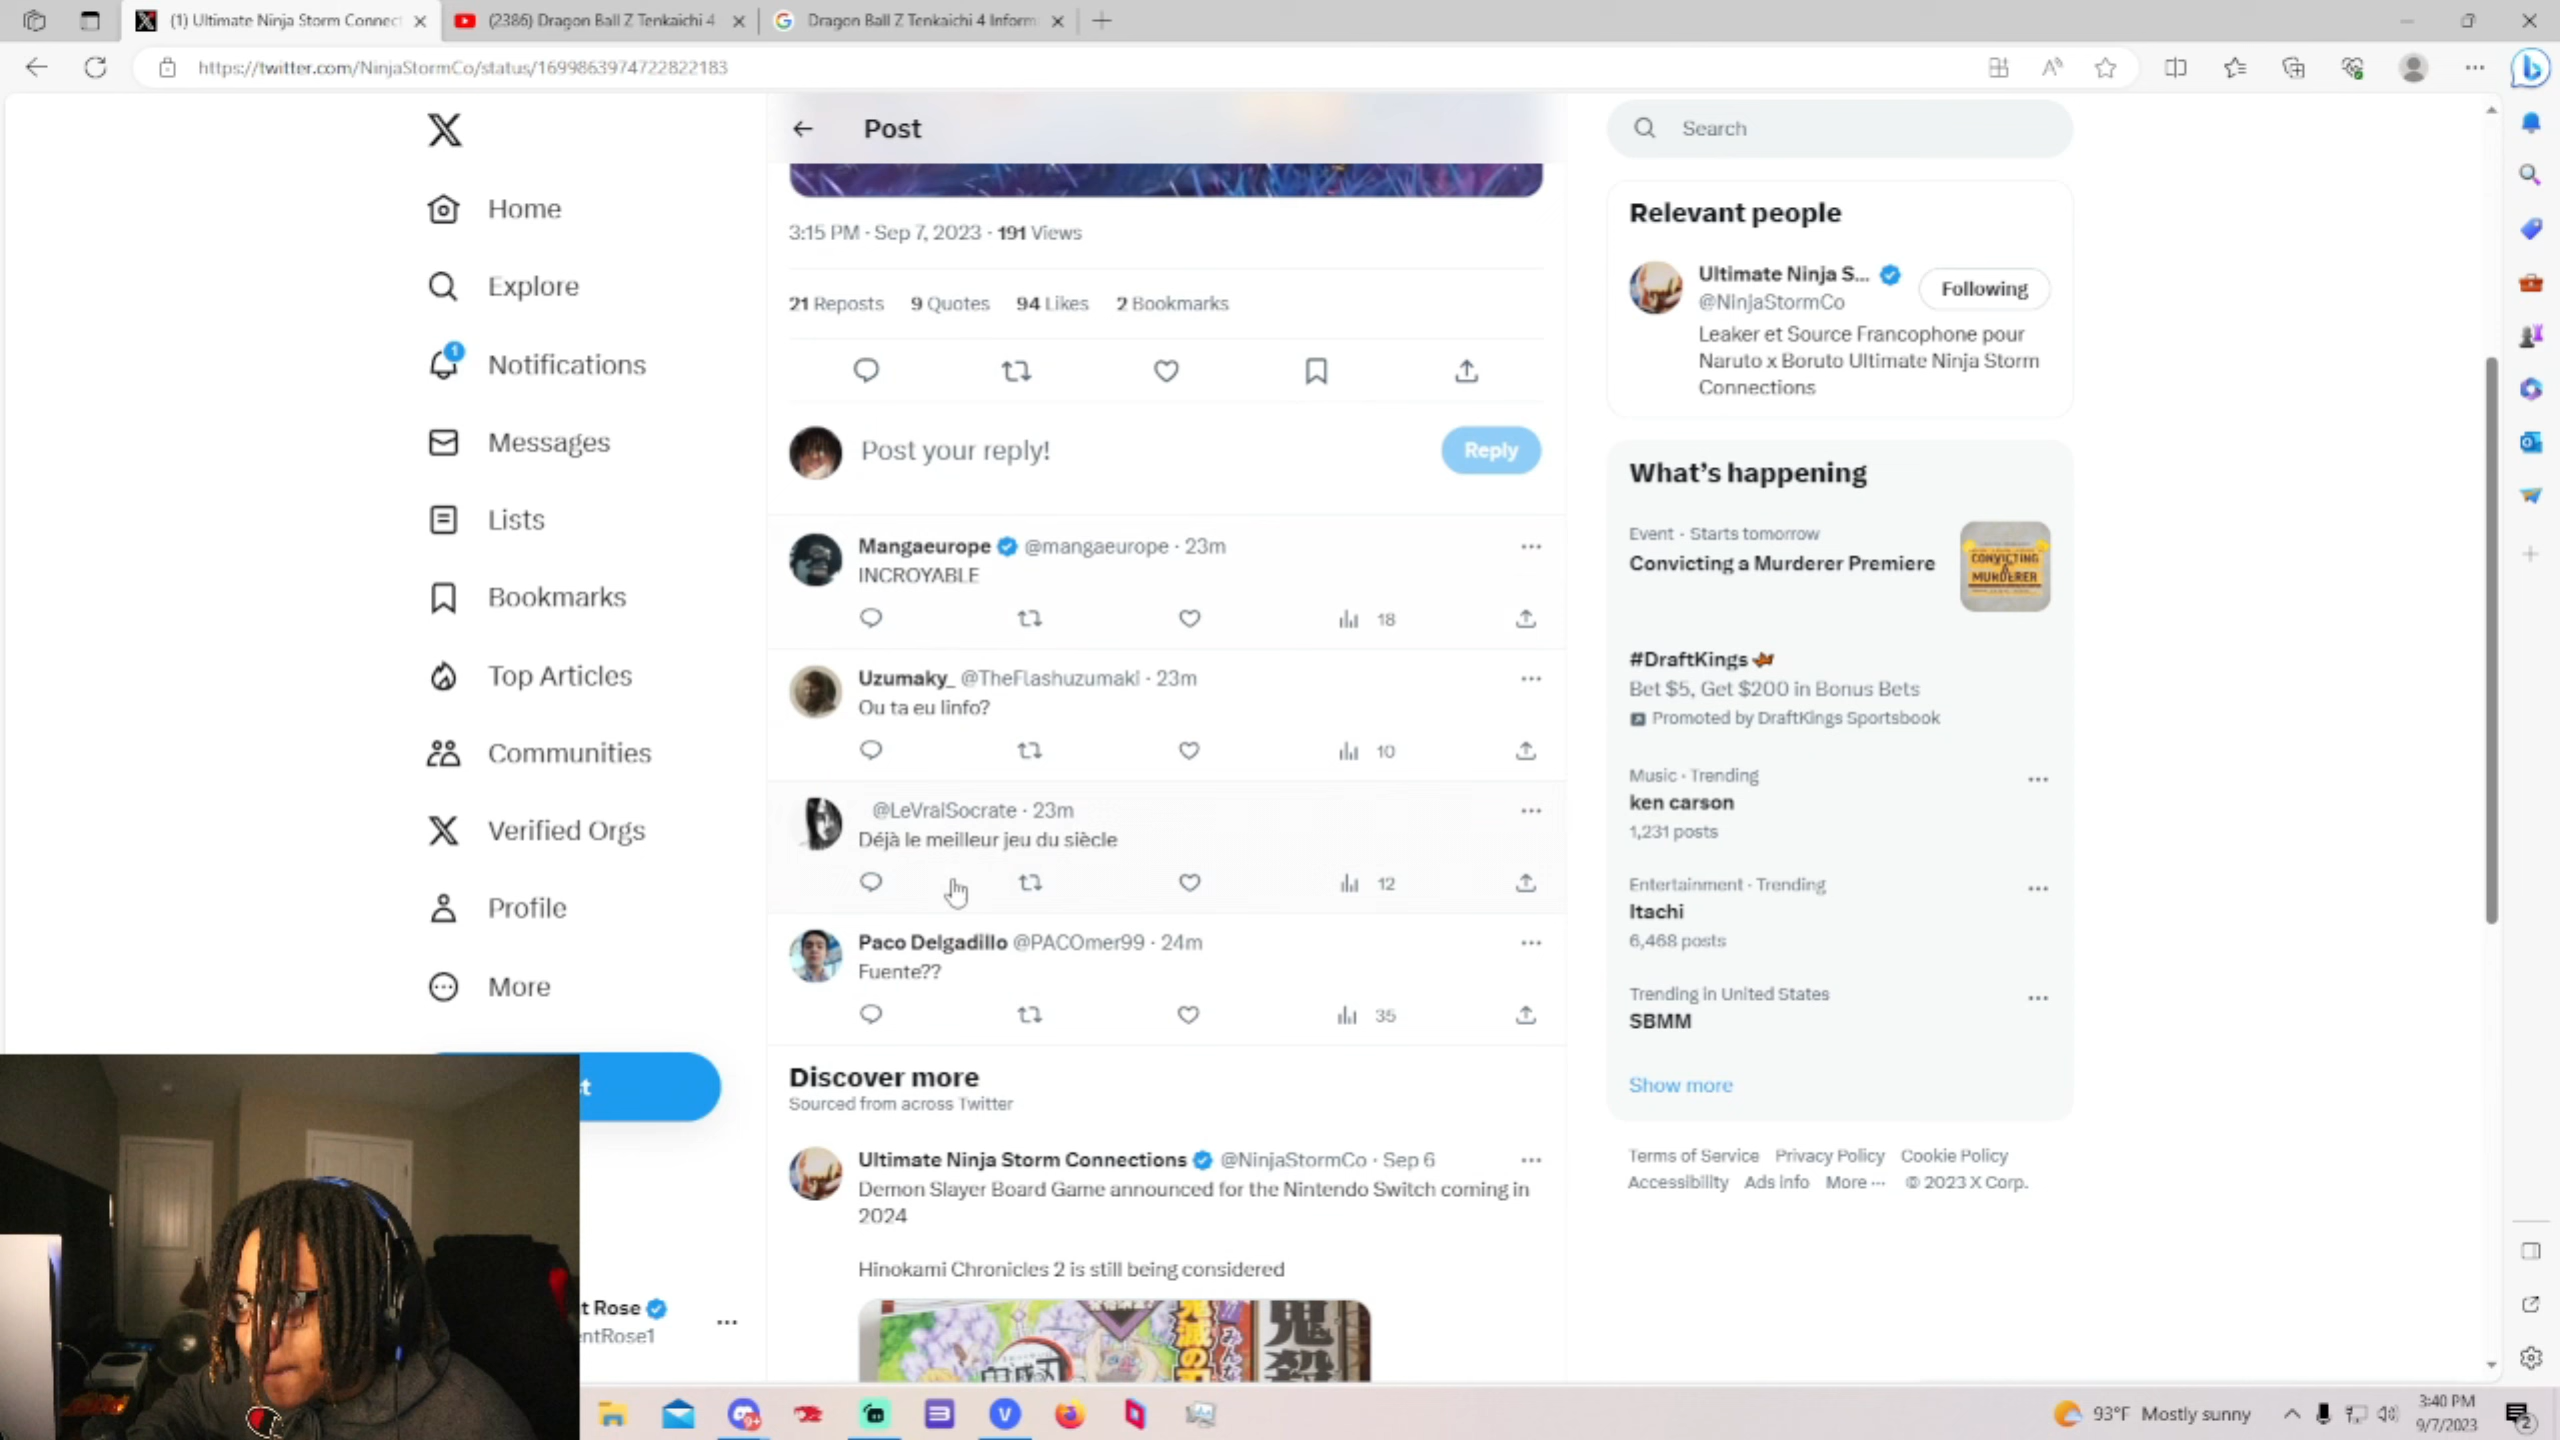 (1) Ultimate Ninja Storm Connect
(2386) Dragon Ball Z Tenkaichi 4
Dragon Ball Z Tenkaichi 4 Inform
https://twitter.com/NinjaStormCo/status/1699863974722822183
Home
Explore
1
Notifications
Messages
Lists
Bookmarks
Top Articles
Communities
Verified Orgs
Profile
More
t Rose
entRose1
Post
3:15 PM · Sep 7, 2023 · 191 Views
21 Reposts 9 Quotes 94 Likes 2 Bookmarks
Post your reply!
Reply
Mangaeurope @mangaeurope · 23m
INCROYABLE
18
Uzumaky_ @TheFlashuzumakI · 23m
Ou ta eu linfo?
10
@LeVraiSocrate · 23m
Déjà le meilleur jeu du siècle
12
Paco Delgadillo @PACOmer99 · 24m
Fuente??
35
Discover more
Sourced from across Twitter
Ultimate Ninja Storm Connections @NinjaStormCo · Sep 6
Demon Slayer Board Game announced for the Nintendo Switch coming in
2024
Hinokami Chronicles 2 is still being considered
Search
Relevant people
Ultimate Ninja S...
@NinjaStormCo
Following
Leaker et Source Francophone pour
Naruto x Boruto Ultimate Ninja Storm
Connections
What's happening
Event · Starts tomorrow
Convicting a Murderer Premiere
CONVICTING
A
MURDERER
#DraftKings
Bet $5, Get $200 in Bonus Bets
Promoted by DraftKings Sportsbook
Music · Trending
ken carson
1,231 posts
Entertainment · Trending
Itachi
6,468 posts
Trending in United States
SBMM
Show more
Terms of Service Privacy Policy Cookie Policy
Accessibility Ads info More ··· © 2023 X Corp.
93°F Mostly sunny
3:40 PM
9/7/2023
2